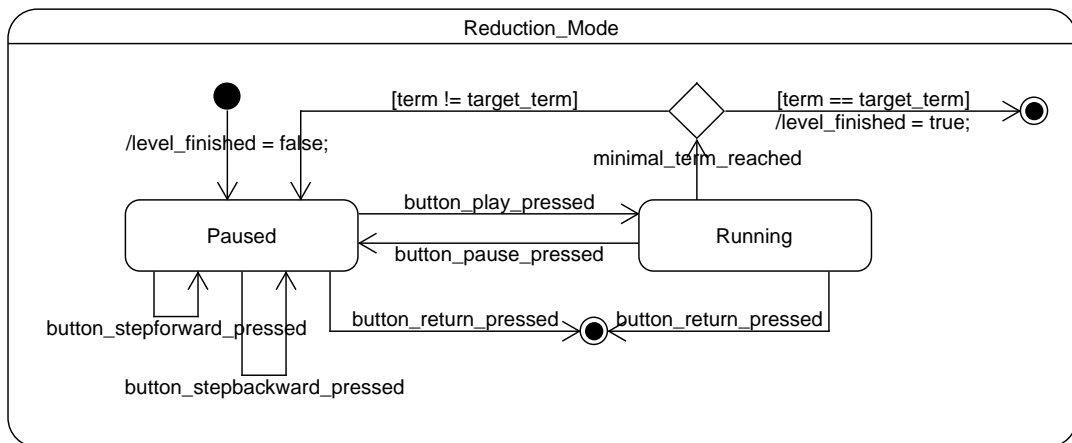 Reduction_Mode
[term != target_term]
[term == target_term]
/level_finished = true;
/level_finished = false;
minimal_term_reached
button_play_pressed
Paused
Running
button_pause_pressed
button_stepforward_pressed
button_return_pressed
button_return_pressed
button_stepbackward_pressed